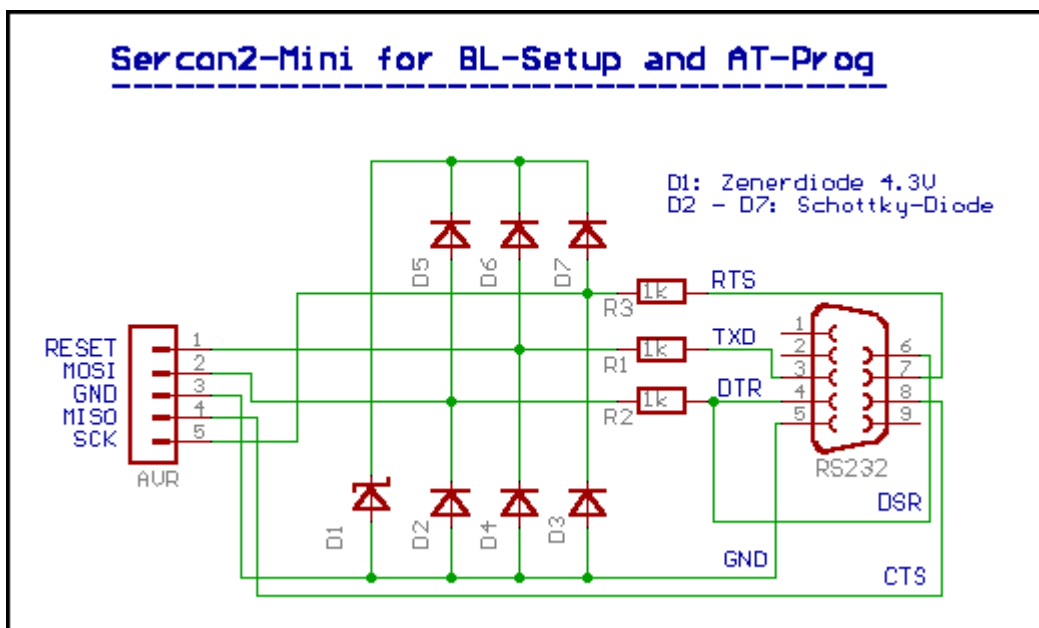 Sercon2-Mini for BL-Setup and AT-Prog
D1: Zenerdiode 4.3V
D2 - D7: Schottky-Diode
D5
D6
D7
1k
R3
RTS
1k
R1
TXD
1k
R2
DTR
RESET
MOSI
GND
MISO
SCK
1
2
3
4
5
AVR
1
2
3
4
5
6
7
8
9
RS232
D1
D2
D4
D3
DSR
GND
CTS